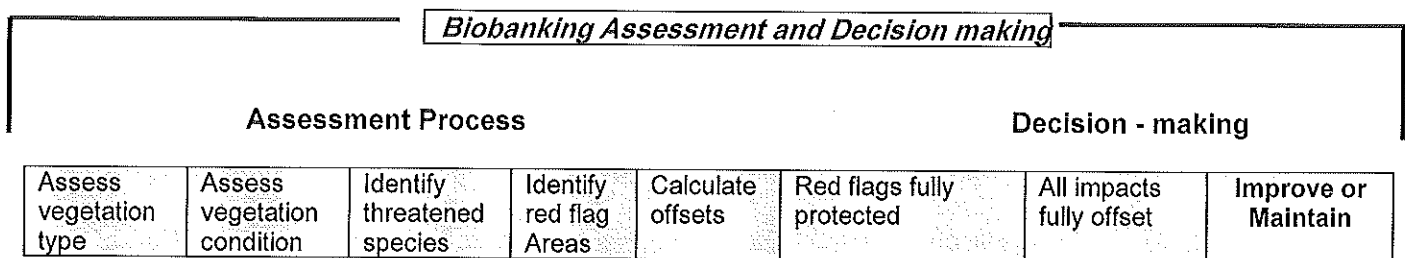 Biobanking Assessment and Decision making
Assessment Process
Decision - making
Assess
vegetation
type
Assess
vegetation
condition
Identify
threatened
species
Identify
red flag
Areas
Calculate
offsets
Red flags fully
protected
All impacts
fully offset
Improve or
Maintain